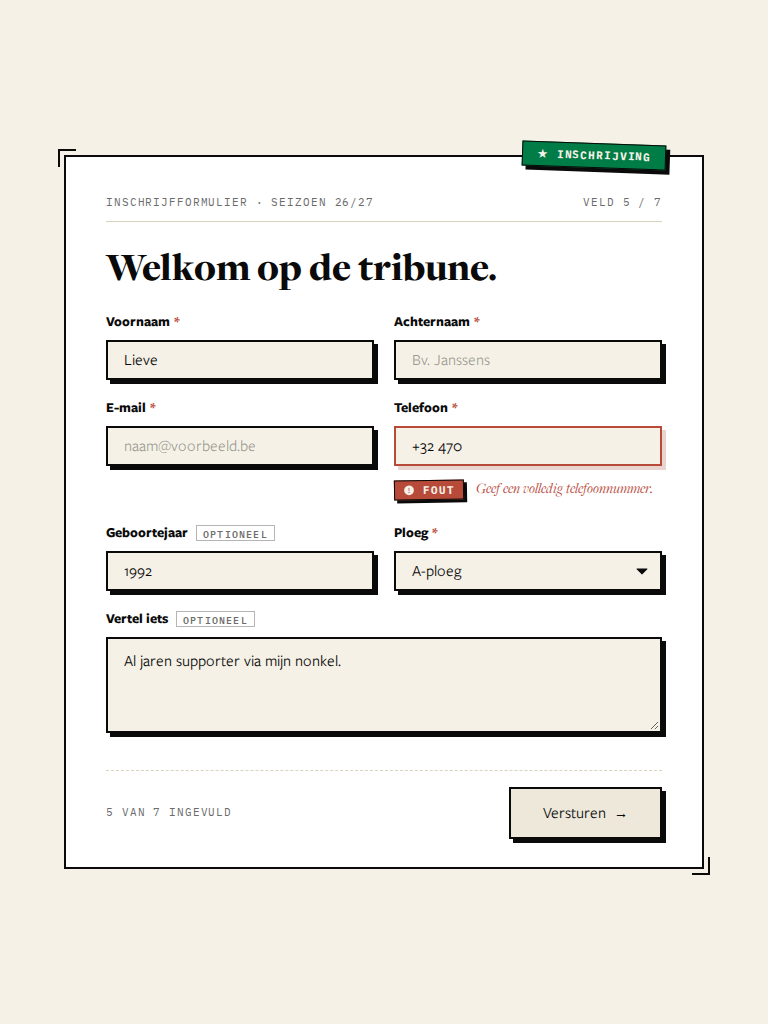 ★ INSCHRIJVING
INSCHRIJFFORMULIER · SEIZOEN 26/27
VELD 5 / 7
Welkom op de tribune.
Voornaam *
Achternaam *
Lieve
Bv. Janssens
E-mail *
Telefoon *
naam@voorbeeld.be
+32 470
FOUT
Geef een volledig telefoonnummer.
Geboortejaar OPTIONEEL
Ploeg *
1992
A-ploeg
Vertel iets OPTIONEEL
Al jaren supporter via mijn nonkel.
5 VAN 7 INGEVULD
Versturen →